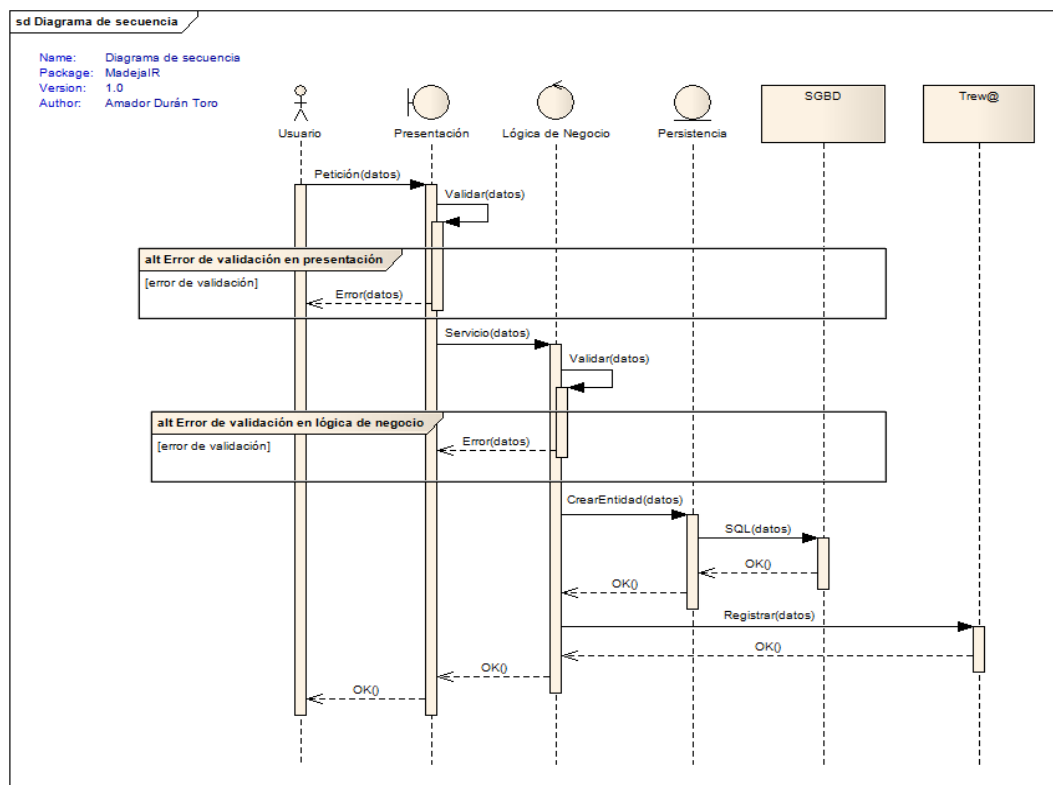 sd Diagrama de secuencia
Name: Diagrama de secuencia
Package: MadejaIR
Version: 1.0
Author: Amador Durán Toro
Usuario
Presentación
Lógica de Negocio
Persistencia
SGBD
Trew@
Petición(datos)
Validar(datos)
alt Error de validación en presentación
[error de validación]
Error(datos)
Servicio(datos)
Validar(datos)
alt Error de validación en lógica de negocio
[error de validación]
Error(datos)
CrearEntidad(datos)
SQL(datos)
OK()
OK()
Registrar(datos)
OK()
OK()
OK()